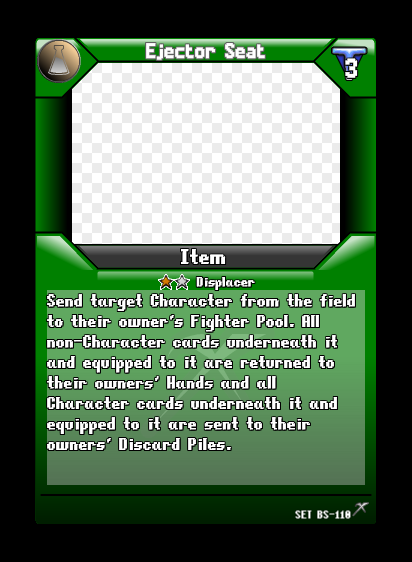 Ejector Seat
3
Item
Displacer
Send target Character from the field
to their owner's Fighter Pool. All
non-Character cards underneath it
and equipped to it are returned to
their owners' Hands and all
Character cards underneath it and
equipped to it are sent to their
owners' Discard Piles.
SET BS-110